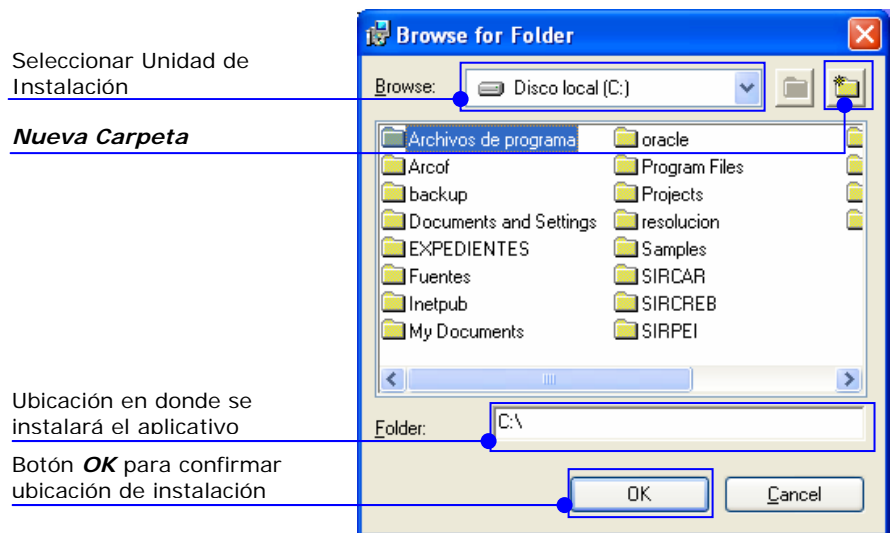 Browse for Folder
Seleccionar Unidad de
Instalación
Browse:
Disco local (C:)
Nueva Carpeta
Archivos de programa
Arcof
backup
Documents and Settings
EXPEDIENTES
Fuentes
Inetpub
My Documents
oracle
Program Files
Projects
resolucion
Samples
SIRCAR
SIRCREB
SIRPEI
Ubicación en donde se
instalará el aplicativo
Folder:
C:\
Botón OK para confirmar
ubicación de instalación
OK
Cancel